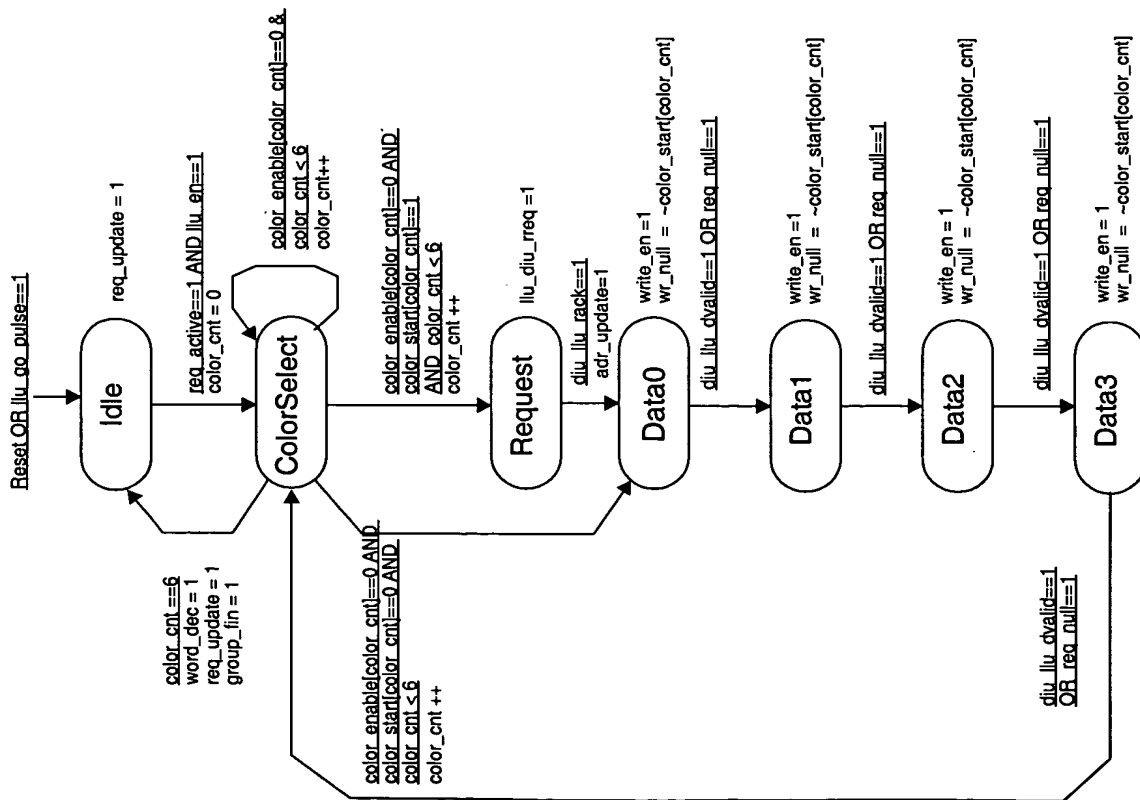 Reset OR llu_go_pulse==1
Idle
req_update = 1
req_active==1 AND llu_en==1
color_cnt = 0
ColorSelect
color_enable[color_cnt]==0 &
color_cnt < 6
color_cnt++
color_cnt ==6
word_dec = 1
req_update = 1
group_fin = 1
color_enable[color_cnt]==0 AND
color_start[color_cnt]==1
AND color_cnt < 6
color_cnt ++
color_enable[color_cnt]==0 AND
color_start[color_cnt]==0 AND
color_cnt < 6
color_cnt ++
Request
llu_diu_rreq =1
diu_llu_rack==1
adr_update=1
Data0
write_en =1
wr_null = ~color_start[color_cnt]
diu_llu_dvalid==1 OR req_null==1
Data1
write_en =1
wr_null = ~color_start[color_cnt]
diu_llu_dvalid==1 OR req_null==1
Data2
write_en = 1
wr_null = ~color_start[color_cnt]
diu_llu_dvalid==1 OR req_null==1
Data3
write_en = 1
wr_null = ~color_start[color_cnt]
diu_llu_dvalid==1
OR req_null==1